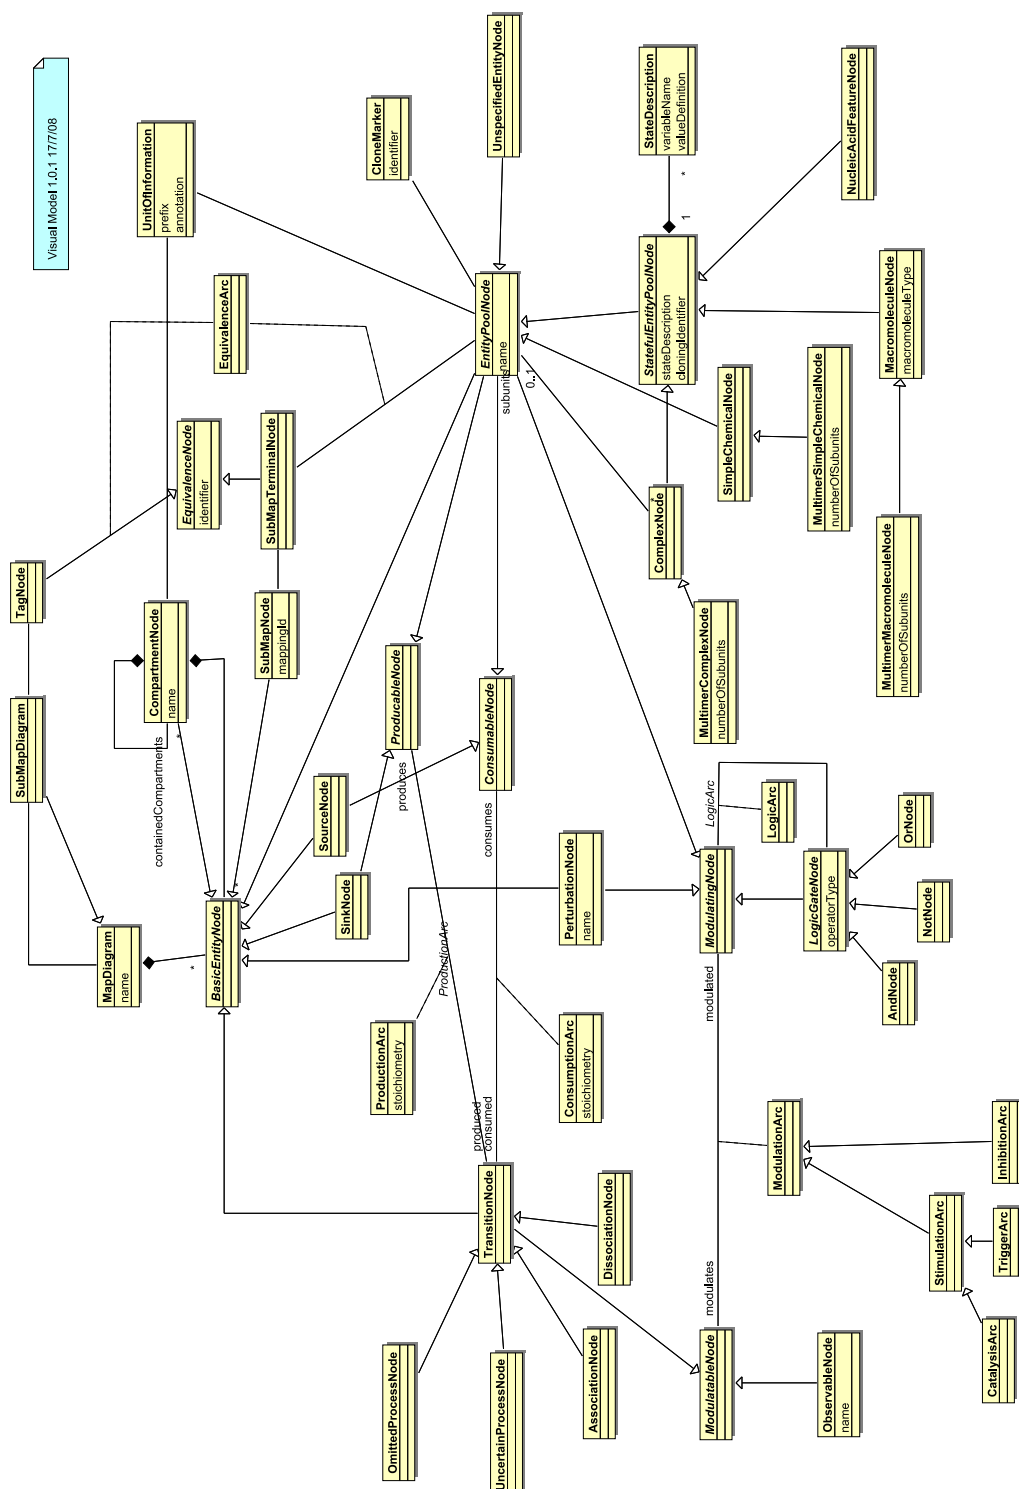 Visual Model 1.0.1 17/7/08
UnitOfInformation
prefix
annotation
CloneMarker
identifier
UnspecifiedEntityNode
StateDescription
variableName
valueDefinition
NucleicAcidFeatureNode
EquivalenceArc
EntityPoolNode
name
StatefulEntityPoolNode
stateDescription
cloningIdentifier
*
1
MacromoleculeNode
macromoleculeType
EquivalenceNode
identifier
SubMapTerminalNode
subunits
0..1
SimpleChemicalNode
MultimerSimpleChemicalNode
numberOfSubunits
TagNode
CompartmentNode
name
SubMapNode
mappingId
ComplexNode
*
MultimerComplexNode
numberOfSubunits
MultimerMacromoleculeNode
numberOfSubunits
SubMapDiagram
containedCompartments
*
ProducableNode
produces
ConsumableNode
consumes
SourceNode
SinkNode
LogicArc
LogicArc
MapDiagram
name
*
BasicEntityNode
*
PerturbationNode
name
ModulatingNode
modulated
LogicGateNode
operatorType
OrNode
NotNode
AndNode
ProductionArc
ProductionArc
stoichiometry
ConsumptionArc
stoichiometry
produced
consumed
TransitionNode
DissociationNode
ModulationArc
InhibitionArc
StimulationArc
TriggerArc
CatalysisArc
modulates
OmittedProcessNode
UncertainProcessNode
AssociationNode
ModulatableNode
ObservableNode
name